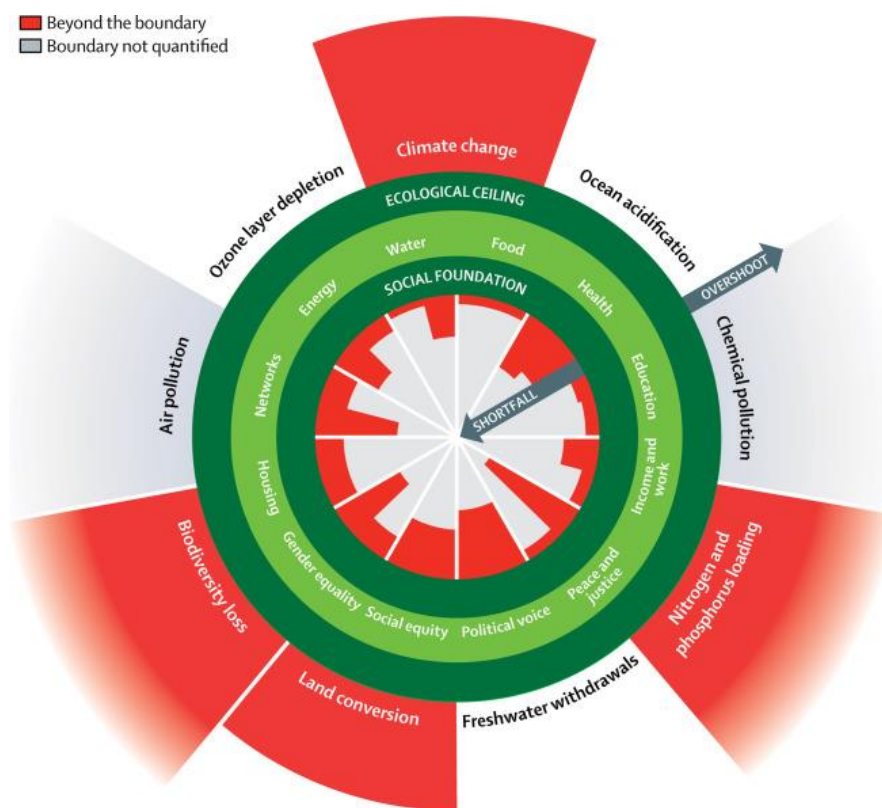 Beyond the boundary
Boundary not quantified
Climate change
Ozone layer depletion
Ocean acidification
ECOLOGICAL CEILING
Water
Food
Energy
SOCIAL FOUNDATION
Health
OVERSHOOT
Air pollution
Networks
SHORTFALL
Education
Chemical pollution
Housing
Income and
work
Biodiversity loss
Gender equality
Social equity
Political voice
Peace and
justice
Nitrogen and
phosphorus loading
Land conversion
Freshwater withdrawals